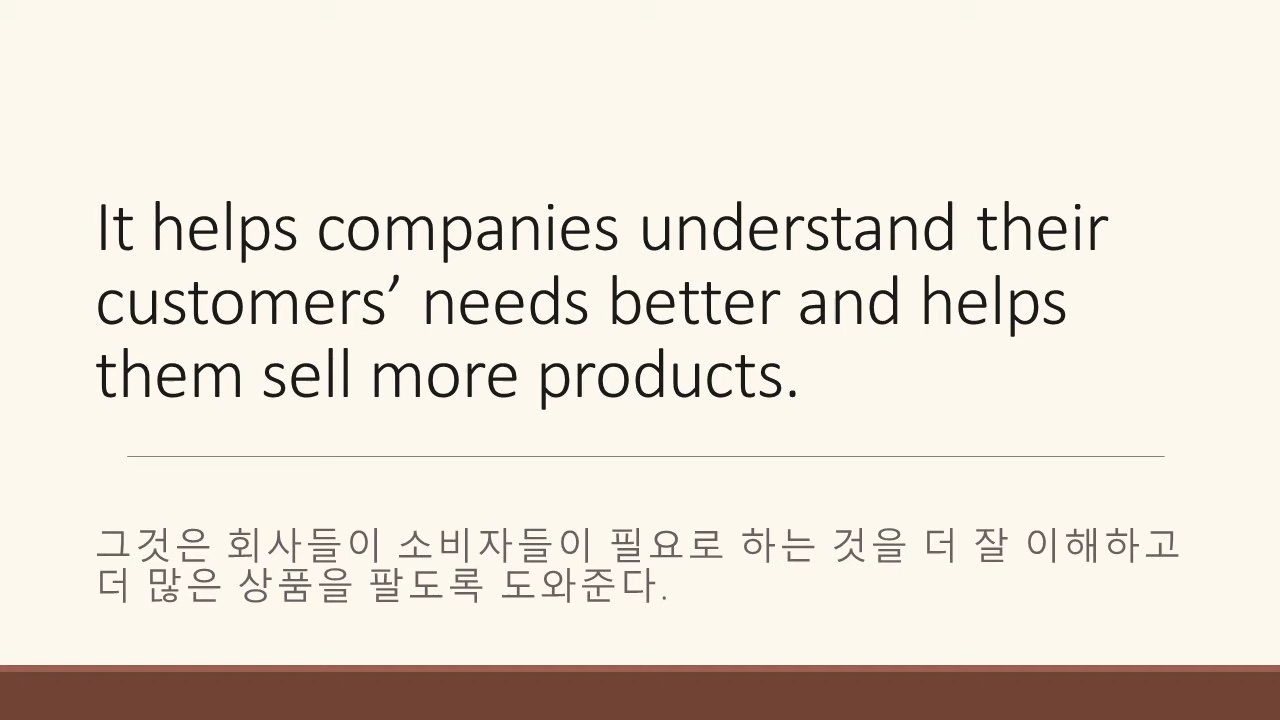 It helps companies understand their
customers’ needs better and helps
them sell more products.
그것은 회사들이 소비자들이 필요로 하는 것을 더 잘 이해하고
더 많은 상품을 팔도록 도와준다.